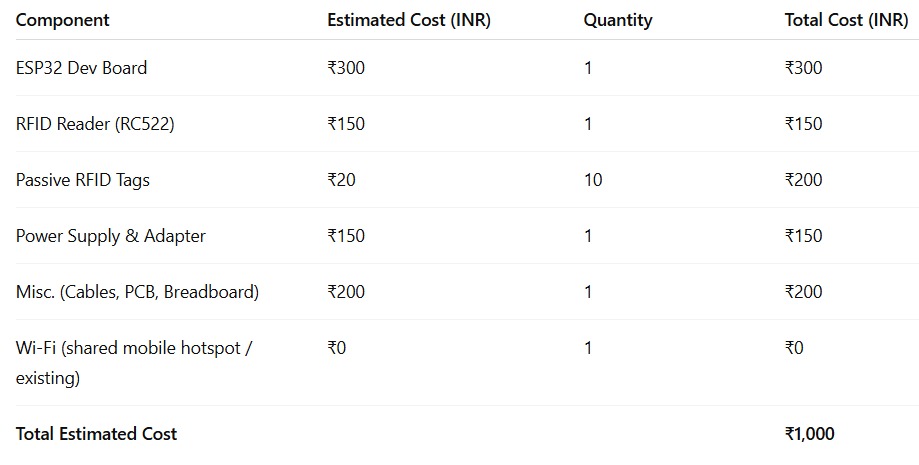 Component Estimated Cost (INR) Quantity Total Cost (INR)
ESP32 Dev Board ₹300 1 ₹300
RFID Reader (RC522) ₹150 1 ₹150
Passive RFID Tags ₹20 10 ₹200
Power Supply & Adapter ₹150 1 ₹150
Misc. (Cables, PCB, Breadboard) ₹200 1 ₹200
Wi-Fi (shared mobile hotspot / ₹0 1 ₹0
existing)
Total Estimated Cost ₹1,000